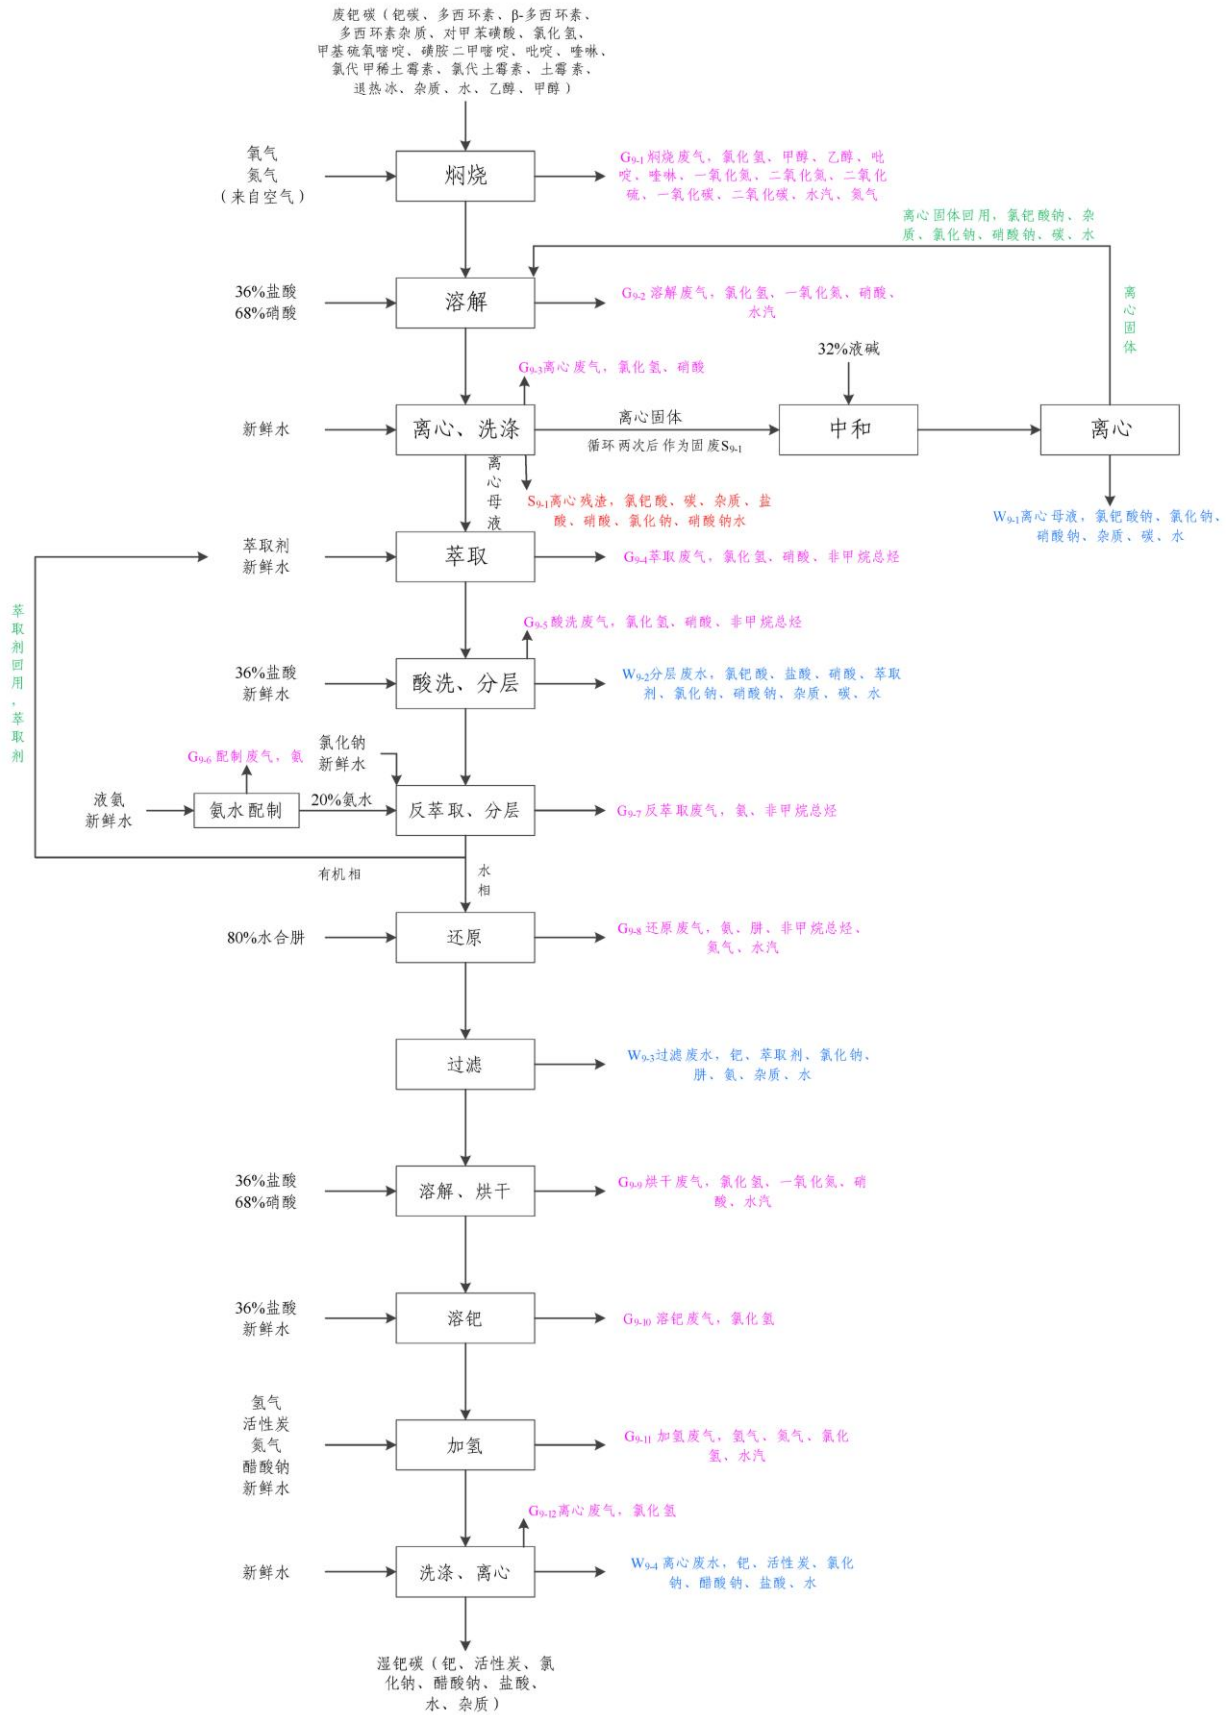 废钯碳（钯碳、多西环素、β-多西环素、
多西环素杂质、对甲苯磺酸、氯化氢、
甲基硫氧嘧啶、磺胺二甲嘧啶、吡啶、喹啉、
氯代甲稀土霉素、氯代土霉素、土霉素、
退热冰、杂质、水、乙醇、甲醇）
氧气
氮气
（来自空气）
焖烧
G9-1焖烧废气，氯化氢、甲醇、乙醇、吡
啶、喹啉、一氧化氮、二氧化氮、二氧化
硫、一氧化碳、二氧化碳、水汽、氮气
离心固体回用，氯钯酸钠、杂
质、氯化钠、硝酸钠、碳、水
36%盐酸
68%硝酸
溶解
G9-2 溶解废气，氯化氢、一氧化氮、硝酸、
水汽
离心固体
32%液碱
G9-3离心废气，氯化氢、硝酸
新鲜水
离心、洗涤
离心固体
循环两次后作为固废S9-1
中和
离心
离心母液
S9-1离心残渣，氯钯酸、碳、杂质、盐
酸、硝酸、氯化钠、硝酸钠水
W9-1离心母液，氯钯酸钠、氯化钠、
硝酸钠、杂质、碳、水
萃取剂
新鲜水
萃取
G9-4萃取废气，氯化氢、硝酸、非甲烷总烃
萃取剂回用，萃取剂
G9-5酸洗废气，氯化氢、硝酸、非甲烷总烃
36%盐酸
新鲜水
酸洗、分层
W9-2分层废水，氯钯酸、盐酸、硝酸、萃取
剂、氯化钠、硝酸钠、杂质、碳、水
G9-6配制废气，氨
氯化钠
新鲜水
液氨
新鲜水
氨水配制
20%氨水
反萃取、分层
G9-7反萃取废气，氨、非甲烷总烃
有机相
水相
80%水合肼
还原
G9-8还原废气，氨、肼、非甲烷总烃、
氮气、水汽
过滤
W9-3过滤废水，钯、萃取剂、氯化钠、
肼、氨、杂质、水
36%盐酸
68%硝酸
溶解、烘干
G9-9烘干废气，氯化氢、一氧化氮、硝
酸、水汽
36%盐酸
新鲜水
溶钯
G9-10 溶钯废气，氯化氢
氢气
活性炭
氮气
醋酸钠
新鲜水
加氢
G9-11 加氢废气，氢气、氮气、氯化
氢、水汽
G9-12离心废气，氯化氢
新鲜水
洗涤、离心
W9-4 离心废水，钯、活性炭、氯化
钠、醋酸钠、盐酸、水
湿钯碳（钯、活性炭、氯
化钠、醋酸钠、盐酸、
水、杂质）